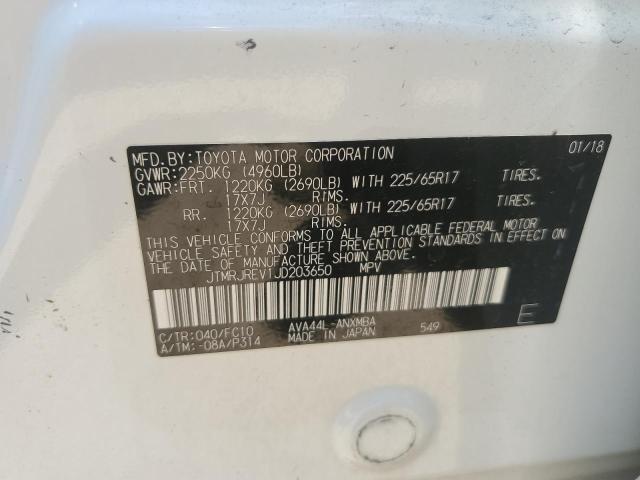 MFD.BY:TOYOTA MOTOR CORPORATION 01/18
GVWR:2250KG (4960LB)
GAWR:FRT. 1220KG (2690LB) WITH 225/65R17 TIRES.
17X7J RIMS.
RR. 1220KG (2690LB) WITH 225/65R17 TIRES.
17X7J RIMS.
THIS VEHICLE CONFORMS TO ALL APPLICABLE FEDERAL MOTOR
VEHICLE SAFETY AND THEFT PREVENTION STANDARDS IN EFFECT ON
THE DATE OF MANUFACTURE SHOWN ABOVE.
JTMRJREV1JD203650 MPV
C/TR:040/FC10 AVA44L-ANXMBA 549 E
A/TM:-08A/P314 MADE IN JAPAN